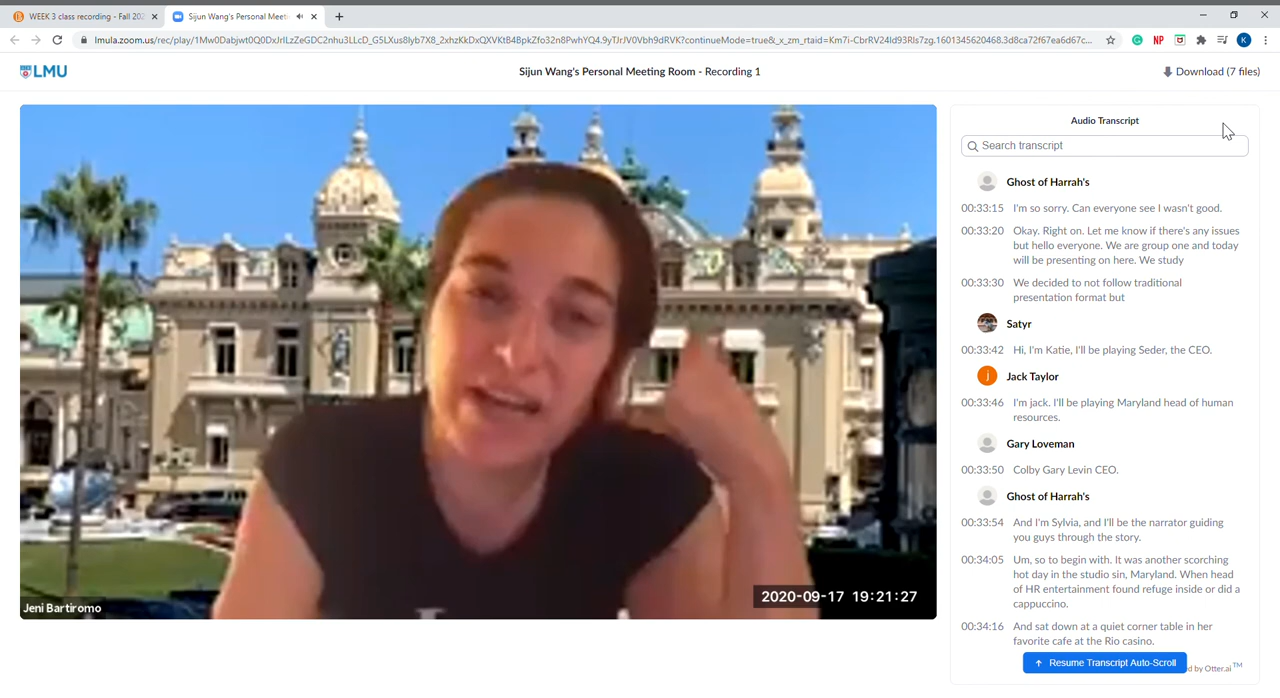 WEEK 3 class recording - Fall 202
Sijun Wang's Personal Meeti
lmula.zoom.us/rec/play/
LMU
Sijun Wang's Personal Meeting Room - Recording 1
Download (7 files)
Jeni Bartiromo
2020-09-17 19:21:27
Audio Transcript
Search transcript
Ghost of Harrah's
00:33:15 I'm so sorry. Can everyone see I wasn't good.
00:33:20 Okay. Right on. Let me know if there's any issues
but hello everyone. We are group one and today
will be presenting on here. We study
00:33:30 We decided to not follow traditional
presentation format but
Satyr
00:33:42 Hi, I'm Katie, I'll be playing Seder, the CEO.
j Jack Taylor
00:33:46 I'm jack. I'll be playing Maryland head of human
resources.
Gary Loveman
00:33:50 Colby Gary Levin CEO.
Ghost of Harrah's
00:33:54 And I'm Sylvia, and I'll be the narrator guiding
you guys through the story.
00:34:05 Um, so to begin with. It was another scorching
hot day in the studio sin, Maryland. When head
of HR entertainment found refuge inside or did a
cappuccino.
00:34:16 And sat down at a quiet corner table in her
favorite cafe at the Rio casino.
Resume Transcript Auto-Scroll
d by Otter.ai TM
NP
K